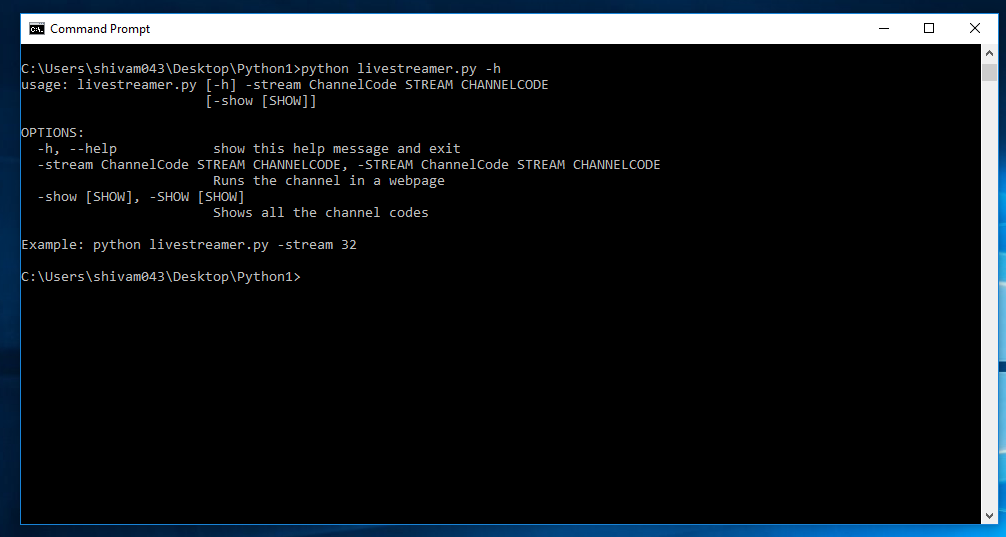 Command Prompt
C:\Users\shivam043\Desktop\Python1>python livestreamer.py -h
usage: livestreamer.py [-h] -stream ChannelCode STREAM CHANNELCODE
                       [-show [SHOW]]
OPTIONS:
  -h, --help            show this help message and exit
  -stream ChannelCode STREAM CHANNELCODE, -STREAM ChannelCode STREAM CHANNELCODE
                        Runs the channel in a webpage
  -show [SHOW], -SHOW [SHOW]
                        Shows all the channel codes
Example: python livestreamer.py -stream 32
C:\Users\shivam043\Desktop\Python1>